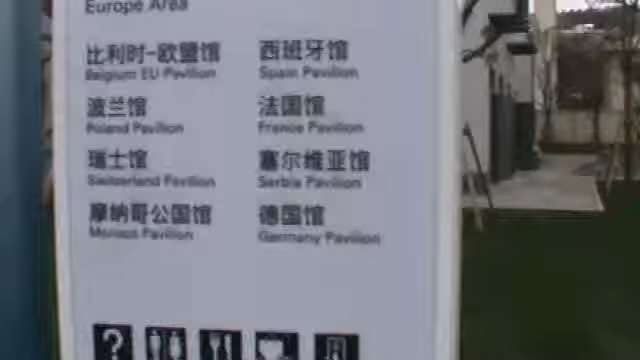 Europe Area
比利时-欧盟馆 西班牙馆
Belgium EU Pavilion Spain Pavilion
波兰馆 法国馆
Poland Pavilion France Pavilion
瑞士馆 塞尔维亚馆
Switzerland Pavilion Serbia Pavilion
摩纳哥公国馆 德国馆
Monaco Pavilion Germany Pavilion
?